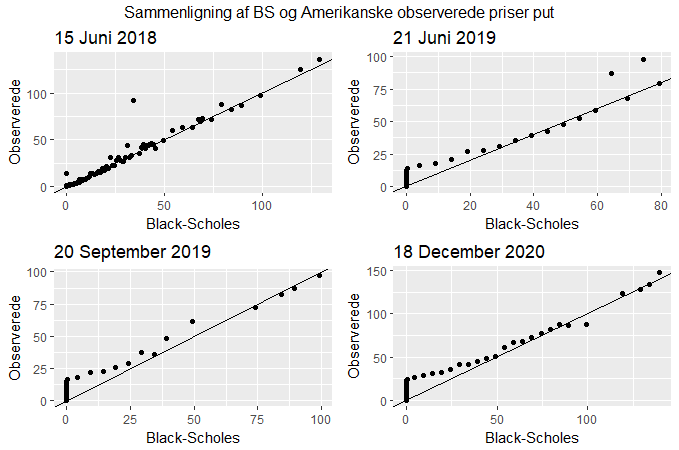 Sammenligning af BS og Amerikanske observerede priser put
15 Juni 2018
Observerede
100
50
0
0 50 100
Black-Scholes
21 Juni 2019
Observerede
100
75
50
25
0
0 20 40 60 80
Black-Scholes
20 September 2019
Observerede
100
75
50
25
0
0 25 50 75 100
Black-Scholes
18 December 2020
Observerede
150
100
50
0
0 50 100
Black-Scholes